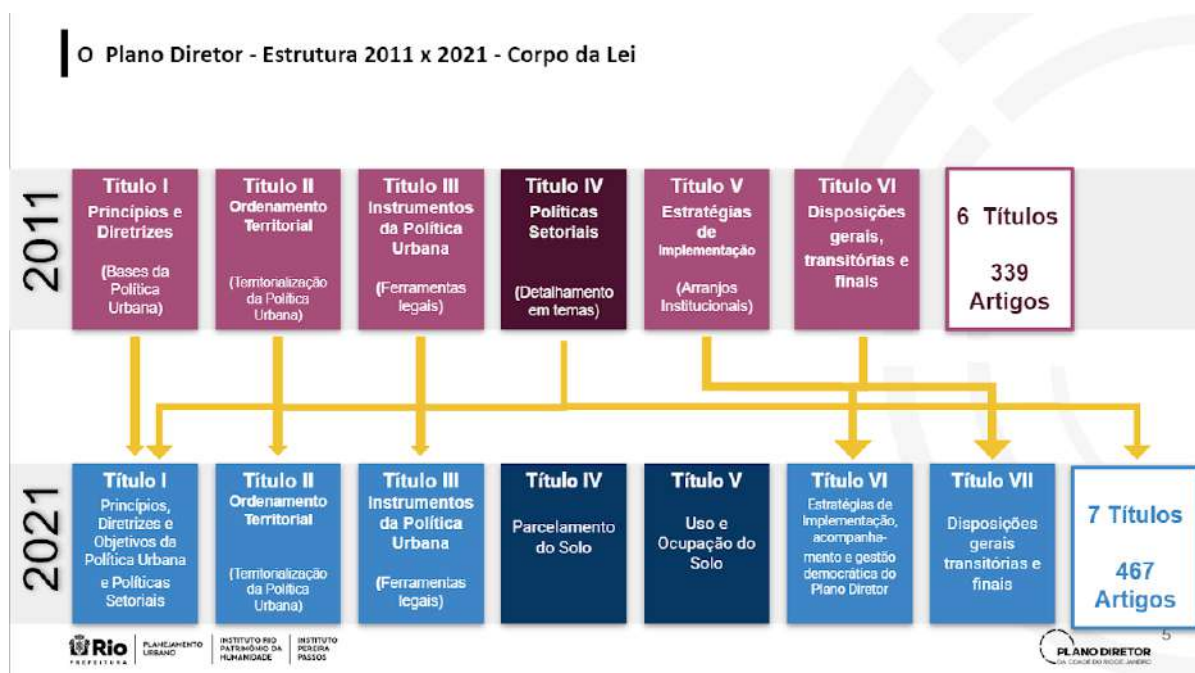 O Plano Diretor - Estrutura 2011 x 2021 - Corpo da Lei
2011
Título I
Princípios e
Diretrizes
(Bases da
Política
Urbana)
Título II
Ordenamento
Territorial
(Territorialização
da Política
Urbana)
Título III
Instrumentos
da Política
Urbana
(Ferramentas
legais)
Título IV
Políticas
Setoriais
(Detalhamento
em temas)
Título V
Estratégias
de
Implementação
(Arranjos
Institucionais)
Título VI
Disposições
gerais,
transitórias e
finais
6 Títulos
339
Artigos
2021
Título I
Princípios,
Diretrizes e
Objetivos da
Política Urbana
e Políticas
Setoriais
Título II
Ordenamento
Territorial
(Territorialização
da Política
Urbana)
Título III
Instrumentos
da Política
Urbana
(Ferramentas
legais)
Título IV
Parcelamento
do Solo
Título V
Uso e
Ocupação do
Solo
Título VI
Estratégias de
Implementação,
acompanha-
mento e gestão
democrática do
Plano Diretor
Título VII
Disposições
gerais
transitórias e
finais
7 Títulos
467
Artigos
Rio
PREFEITURA
PLANEJAMENTO
URBANO
INSTITUTO RIO
PATRIMÔNIO DA
HUMANIDADE
INSTITUTO
PEREIRA
PASSOS
5
PLANO DIRETOR
DA CIDADE DO RIO DE JANEIRO